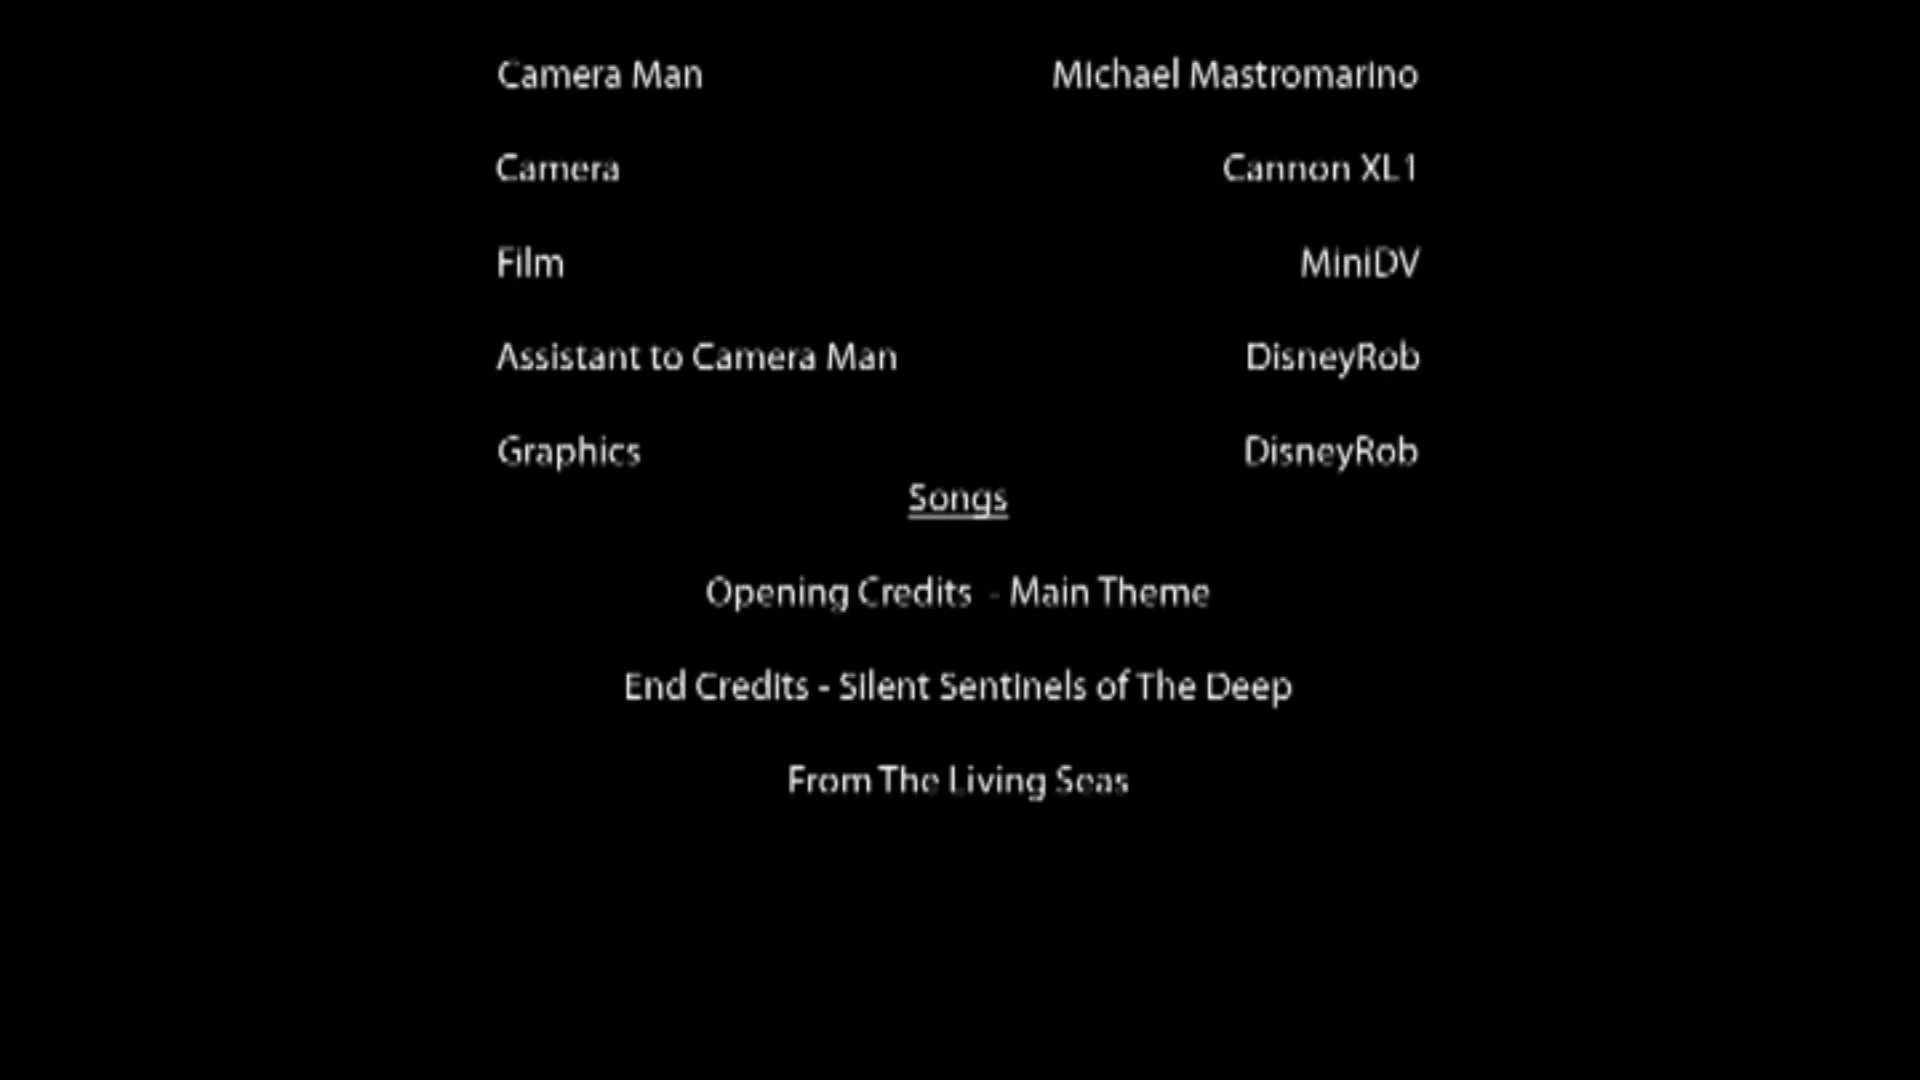 Camera Man Michael Mastromarino
Camera Cannon XL1
Film MiniDV
Assistant to Camera Man DisneyRob
Graphics DisneyRob
Songs
Opening Credits - Main Theme
End Credits - Silent Sentinels of The Deep
From The Living Seas